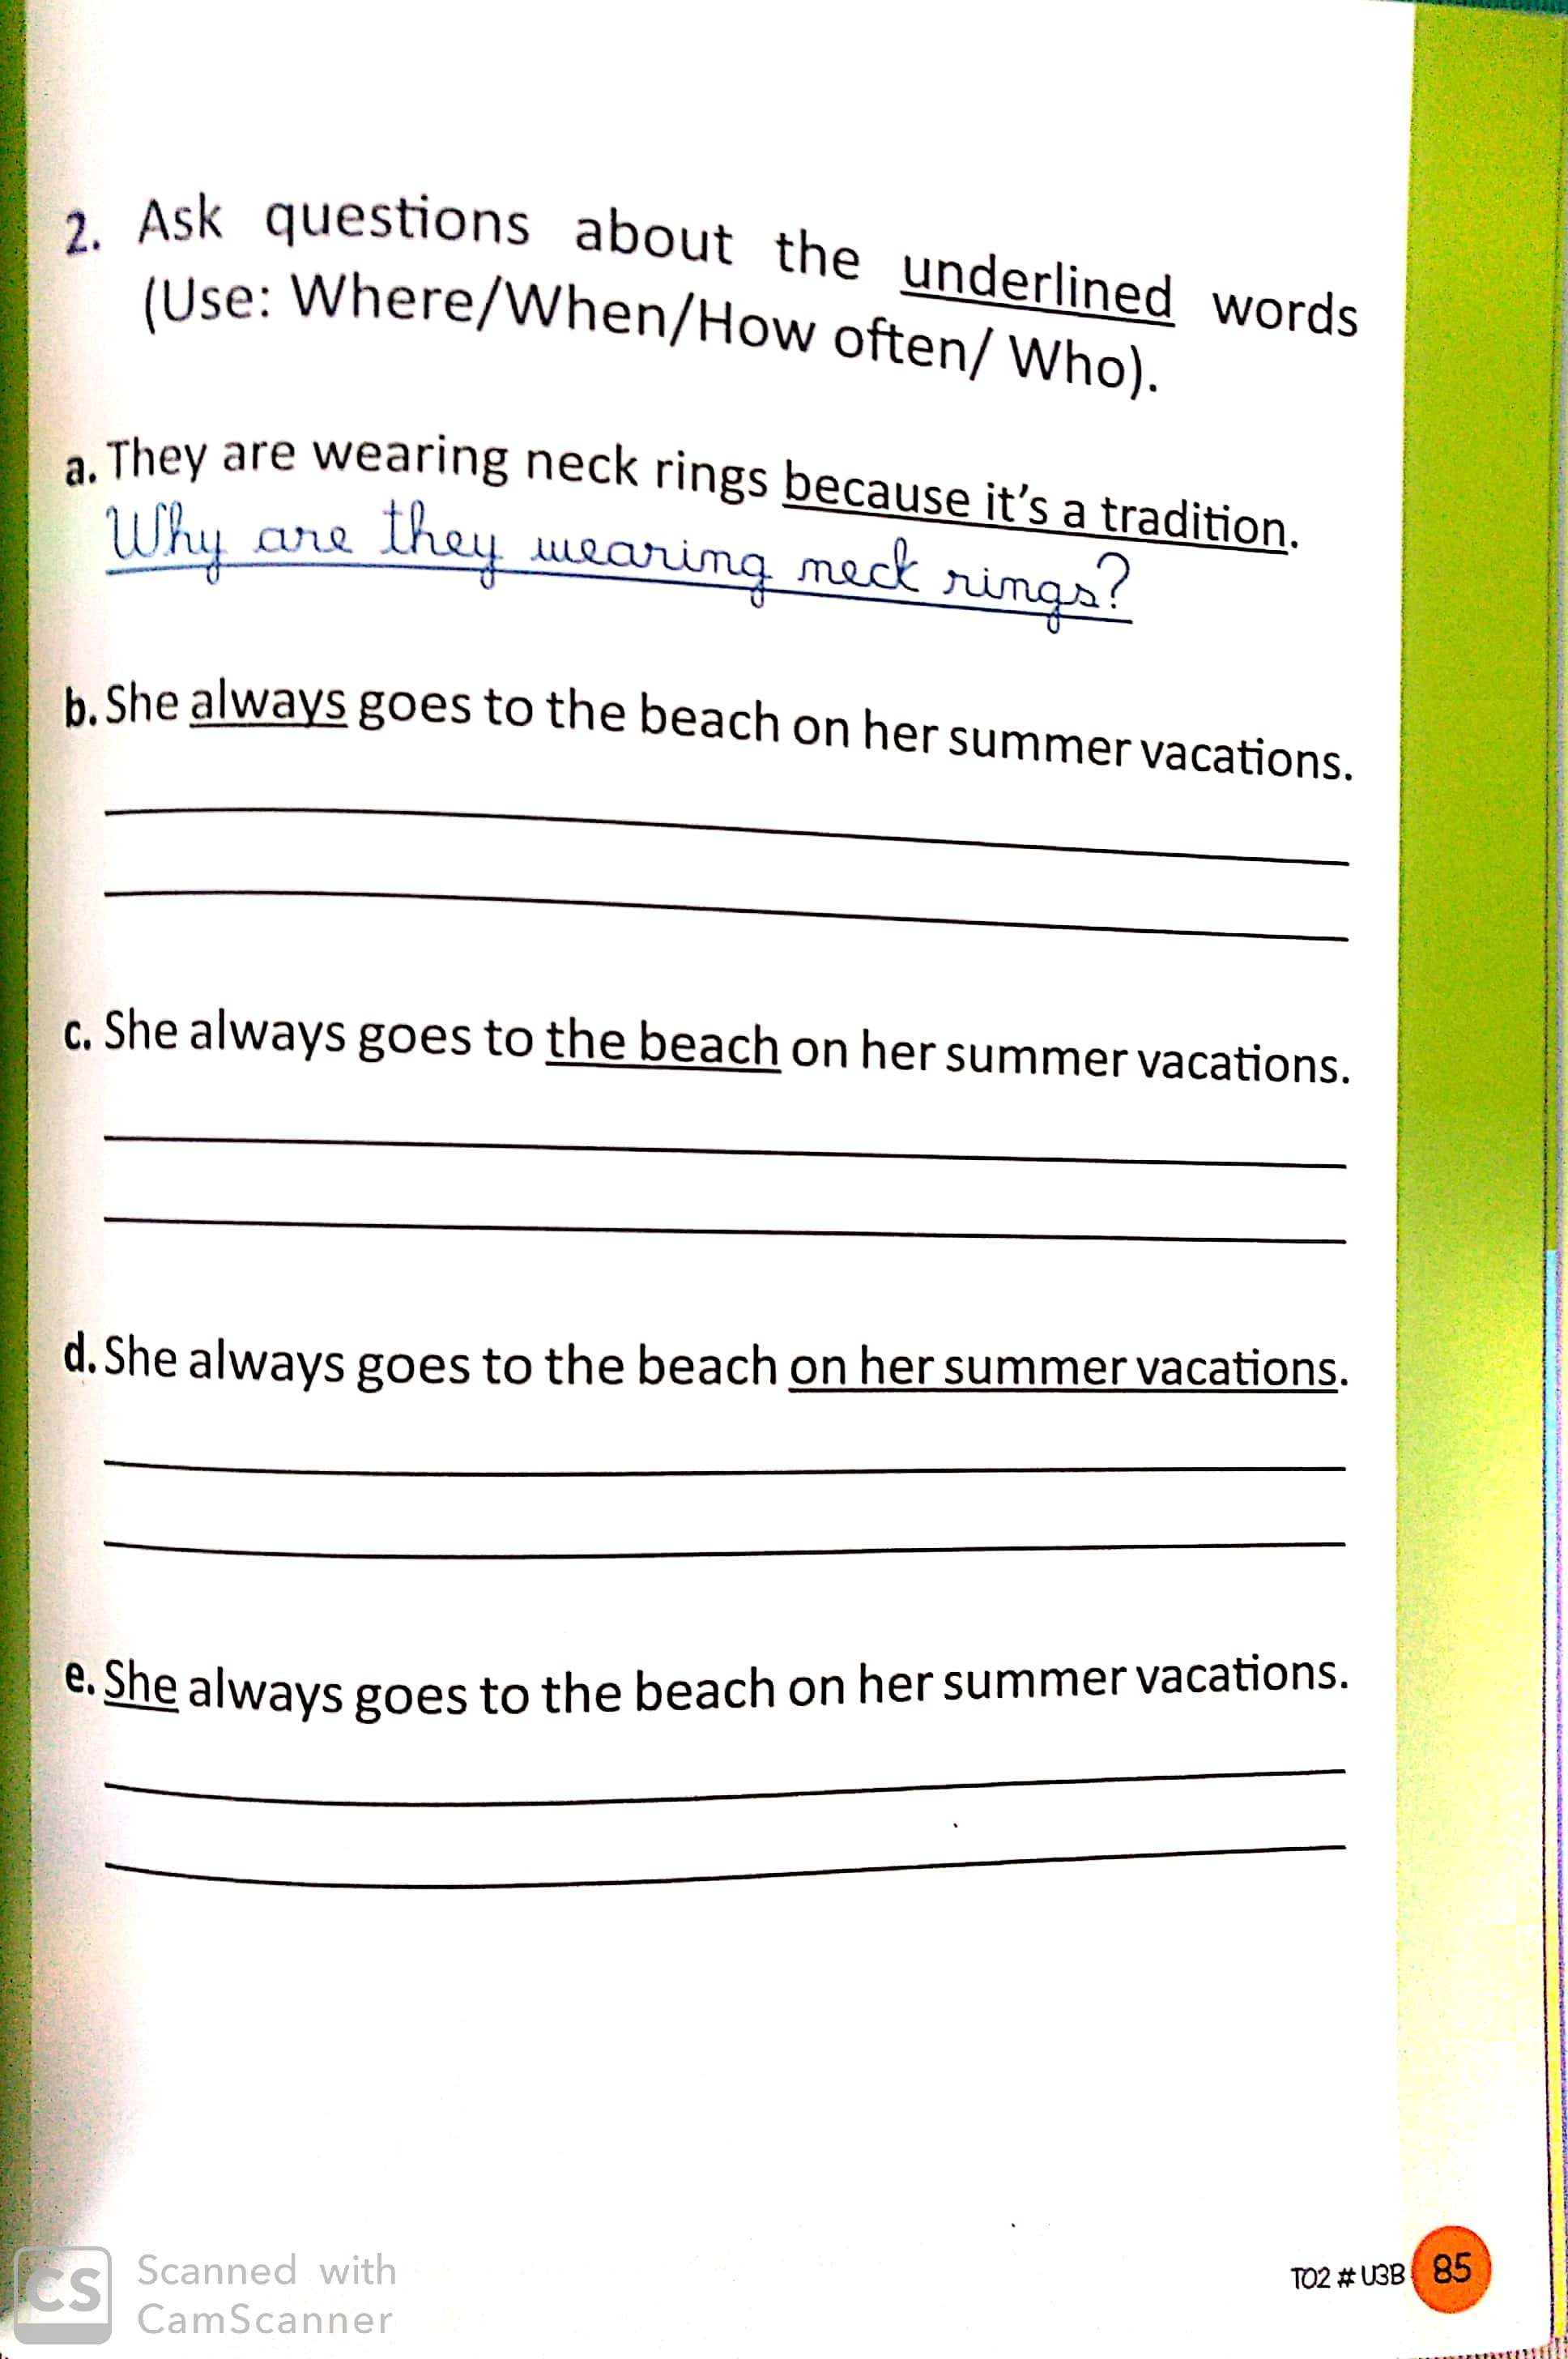 2. Ask questions about the underlined words
(Use: Where/When/How often/ Who).
a. They are wearing neck rings because it's a tradition.
Why are they wearing neck rings?
b. She always goes to the beach on her summer vacations.
c. She always goes to the beach on her summer vacations.
d. She always goes to the beach on her summer vacations.
e. She always goes to the beach on her summer vacations.
TO2 # U3B 85
CS Scanned with
CamScanner